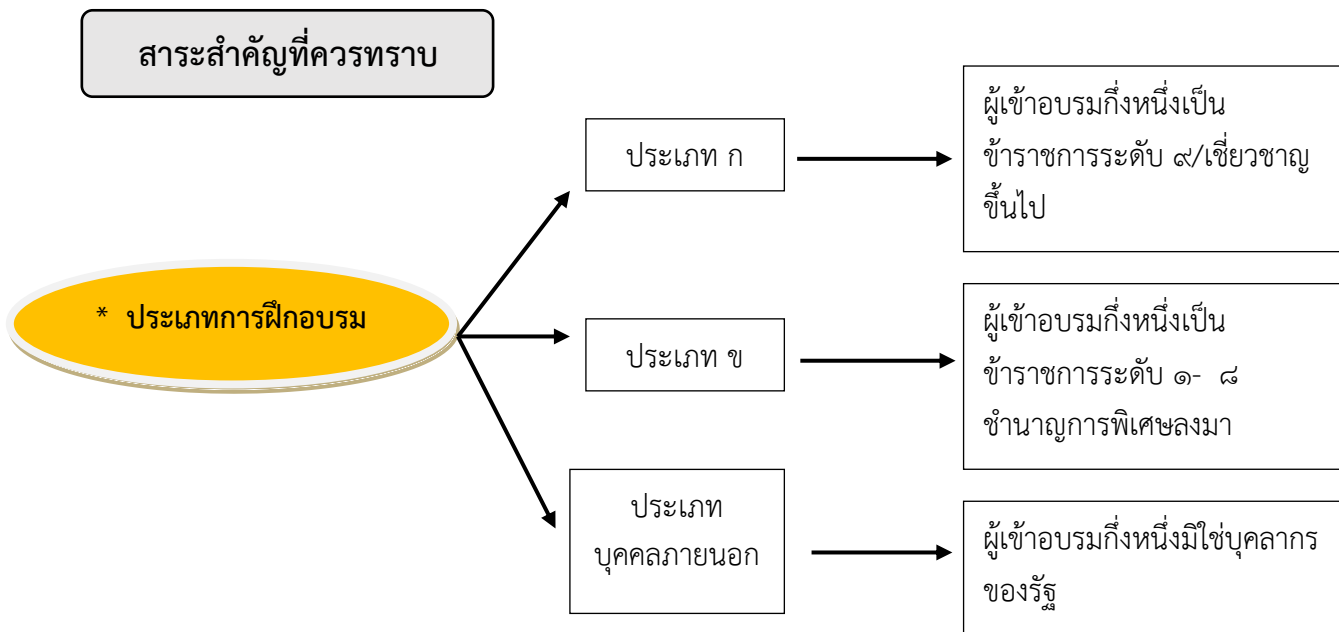 สาระสำคัญที่ควรทราบ
ประเภท ก
ผู้เข้าอบรมกึ่งหนึ่งเป็น
ข้าราชการระดับ ๙/เชี่ยวชาญ
ขึ้นไป
* ประเภทการฝึกอบรม
ประเภท ข
ผู้เข้าอบรมกึ่งหนึ่งเป็น
ข้าราชการระดับ ๑- ๘
ชำนาญการพิเศษลงมา
ประเภท
บุคคลภายนอก
ผู้เข้าอบรมกึ่งหนึ่งมิใช่บุคลากร
ของรัฐ